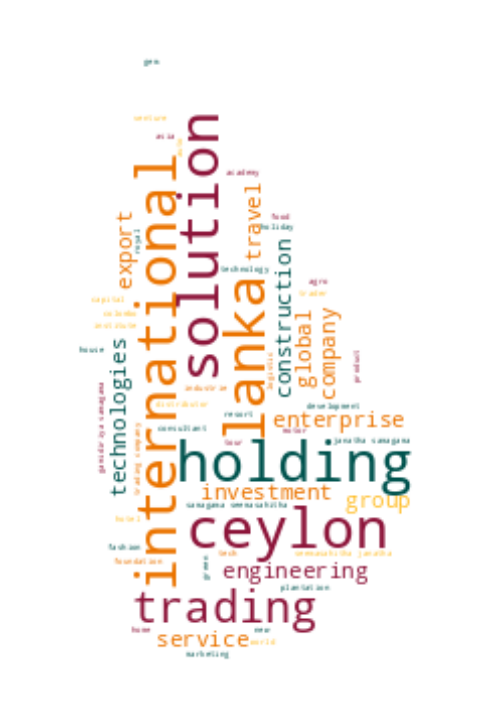 gem
venture
asia
solution
international
academy
travel
export
royal
food
holiday
technology
lanka
construction
agro
trader
capital
colombo
institute
global
company
house
technologies
product
logistic
industrie
distributor
development
resort
enterprise
consultant
motor
tour
janatha samagama
gamidiriya samagama
trading company
holding
investment
group
samagama seemasahitha
hotel
ceylon
fashion
tech
seemasahitha janatha
foundation
green
engineering
plantation
trading
home
new
service
world
marketing